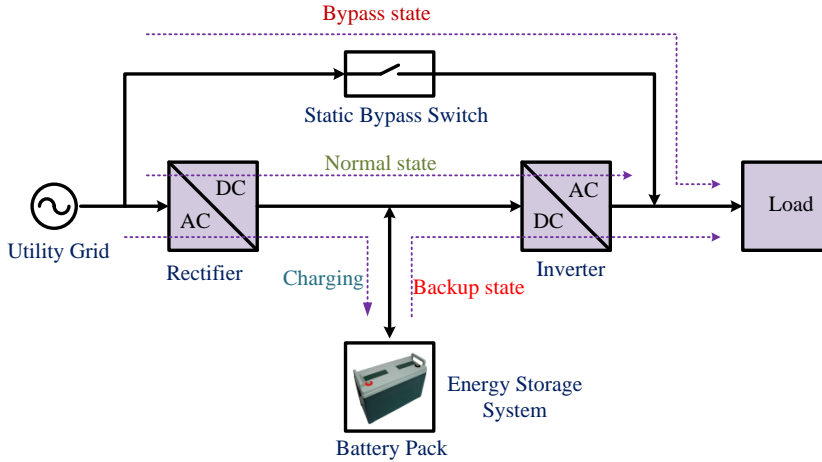 Bypass state
Static Bypass Switch
Normal state
DC
AC
AC
DC
Load
Utility Grid
Rectifier
Inverter
Charging
Backup state
Energy Storage
System
Battery Pack